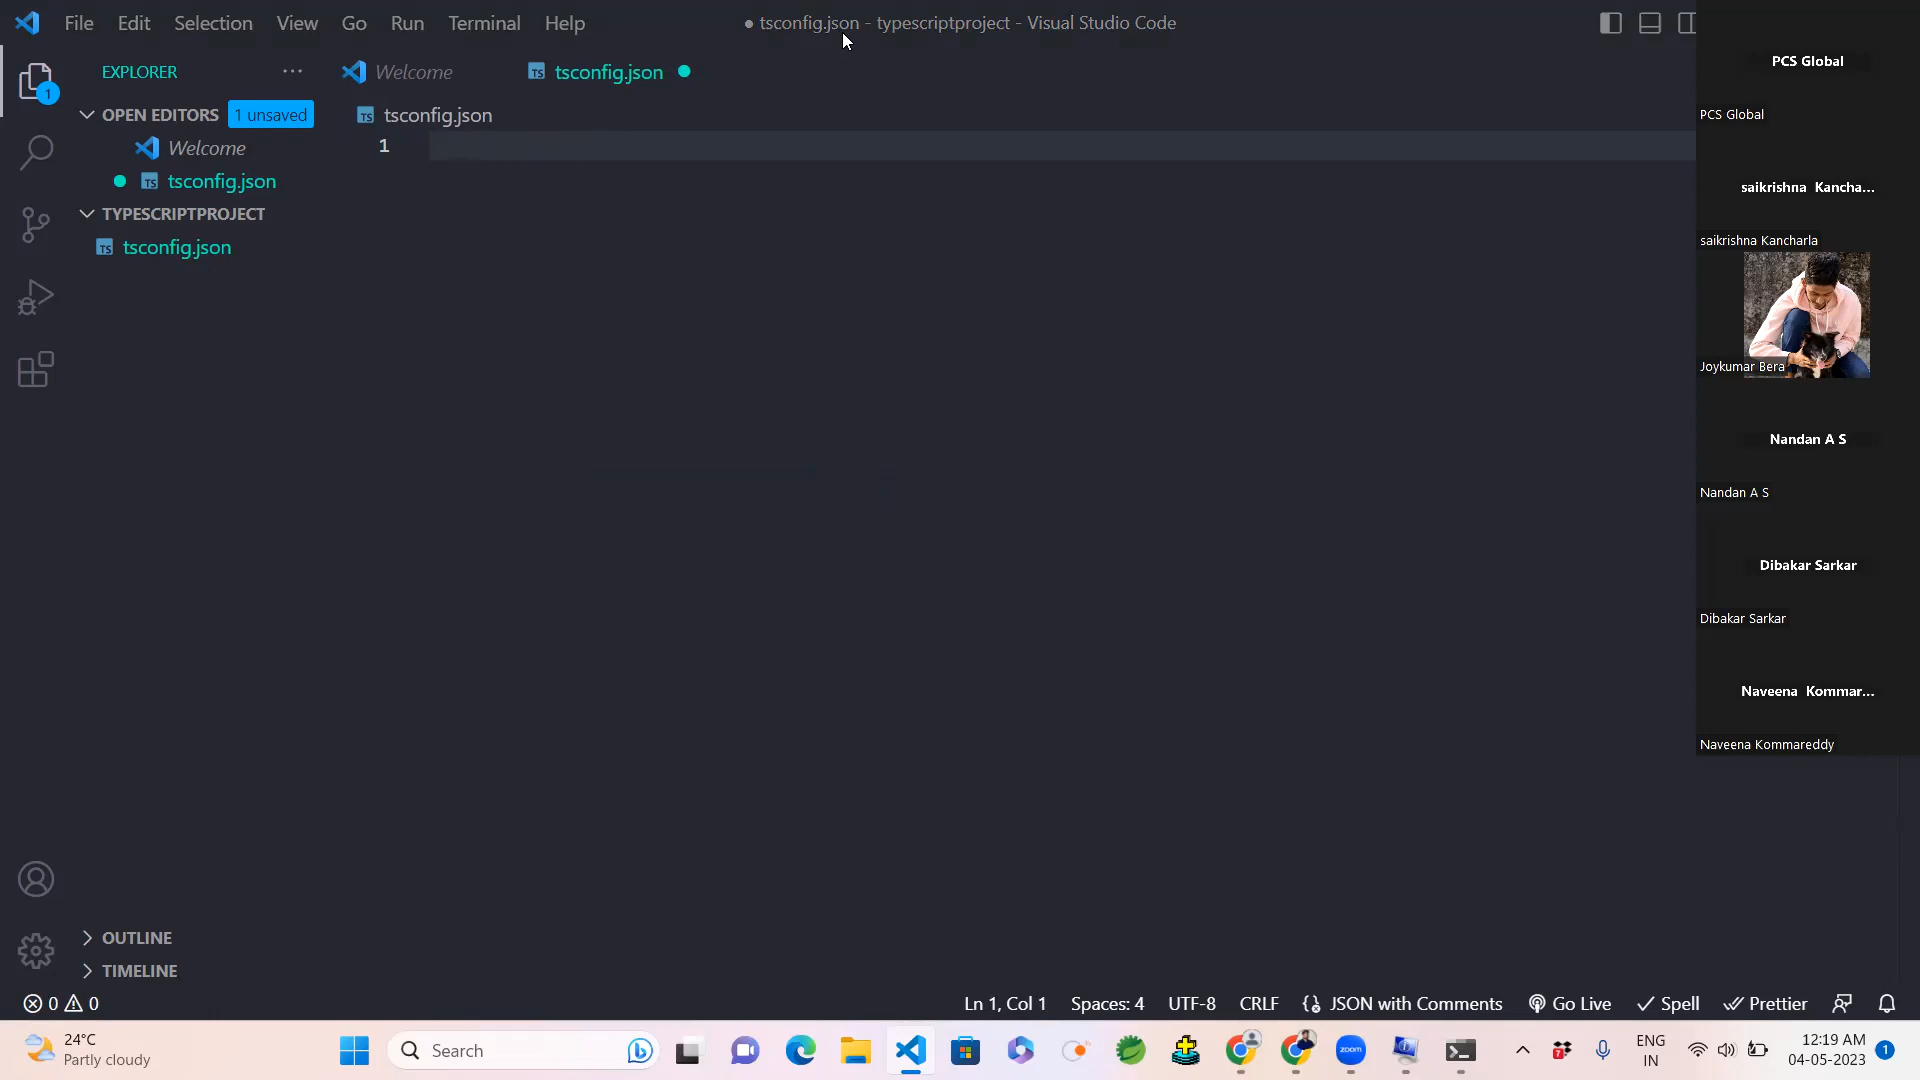 File Edit Selection View Go Run Terminal Help
● tsconfig.json - typescriptproject - Visual Studio Code
EXPLORER
Welcome
tsconfig.json
1
OPEN EDITORS
1 unsaved
Welcome
tsconfig.json
TYPESCRIPTPROJECT
tsconfig.json
tsconfig.json
1
PCS Global
PCS Global
saikrishna Kancha...
saikrishna Kancharla
Joykumar Bera
Nandan A S
Nandan A S
Dibakar Sarkar
Dibakar Sarkar
Naveena Kommar...
Naveena Kommareddy
OUTLINE
TIMELINE
0 0
Ln 1, Col 1 Spaces: 4 UTF-8 CRLF JSON with Comments Go Live Spell Prettier
24°C
Partly cloudy
Search
zoom
7
ENG
IN
12:19 AM
04-05-2023
1